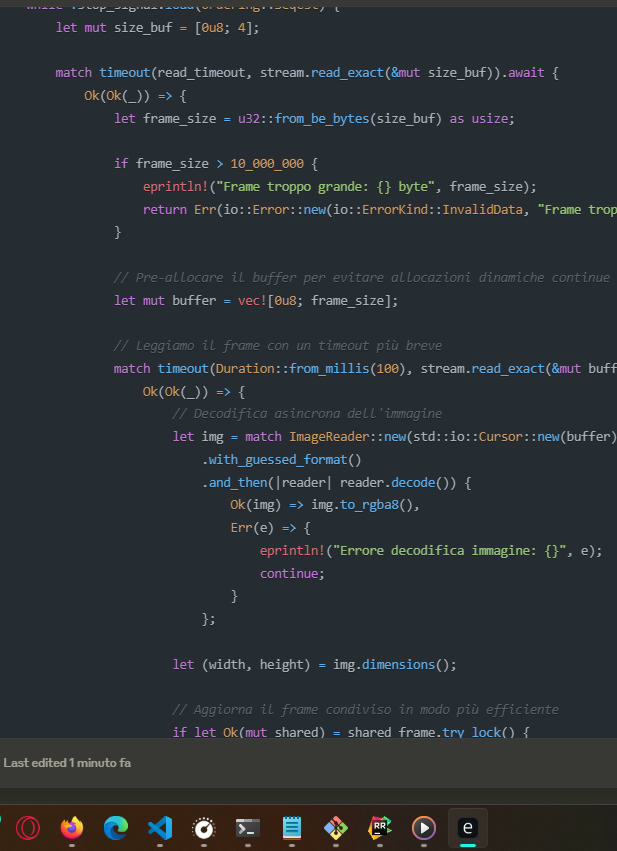 while !stop_signal.load(Ordering::SeqCst) {
let mut size_buf = [0u8; 4];
match timeout(read_timeout, stream.read_exact(&mut size_buf)).await {
Ok(Ok(_)) => {
let frame_size = u32::from_be_bytes(size_buf) as usize;
if frame_size > 10_000_000 {
eprintln!("Frame troppo grande: {} byte", frame_size);
return Err(io::Error::new(io::ErrorKind::InvalidData, "Frame trop
}
// Pre-allocare il buffer per evitare allocazioni dinamiche continue
let mut buffer = vec![0u8; frame_size];
// Leggiamo il frame con un timeout più breve
match timeout(Duration::from_millis(100), stream.read_exact(&mut buff
Ok(Ok(_)) => {
// Decodifica asincrona dell'immagine
let img = match ImageReader::new(std::io::Cursor::new(buffer)
.with_guessed_format()
.and_then(|reader| reader.decode()) {
Ok(img) => img.to_rgba8(),
Err(e) => {
eprintln!("Errore decodifica immagine: {}", e);
continue;
}
};
let (width, height) = img.dimensions();
// Aggiorna il frame condiviso in modo più efficiente
if let Ok(mut shared) = shared_frame.try_lock() {
Last edited 1 minuto fa
RR
e